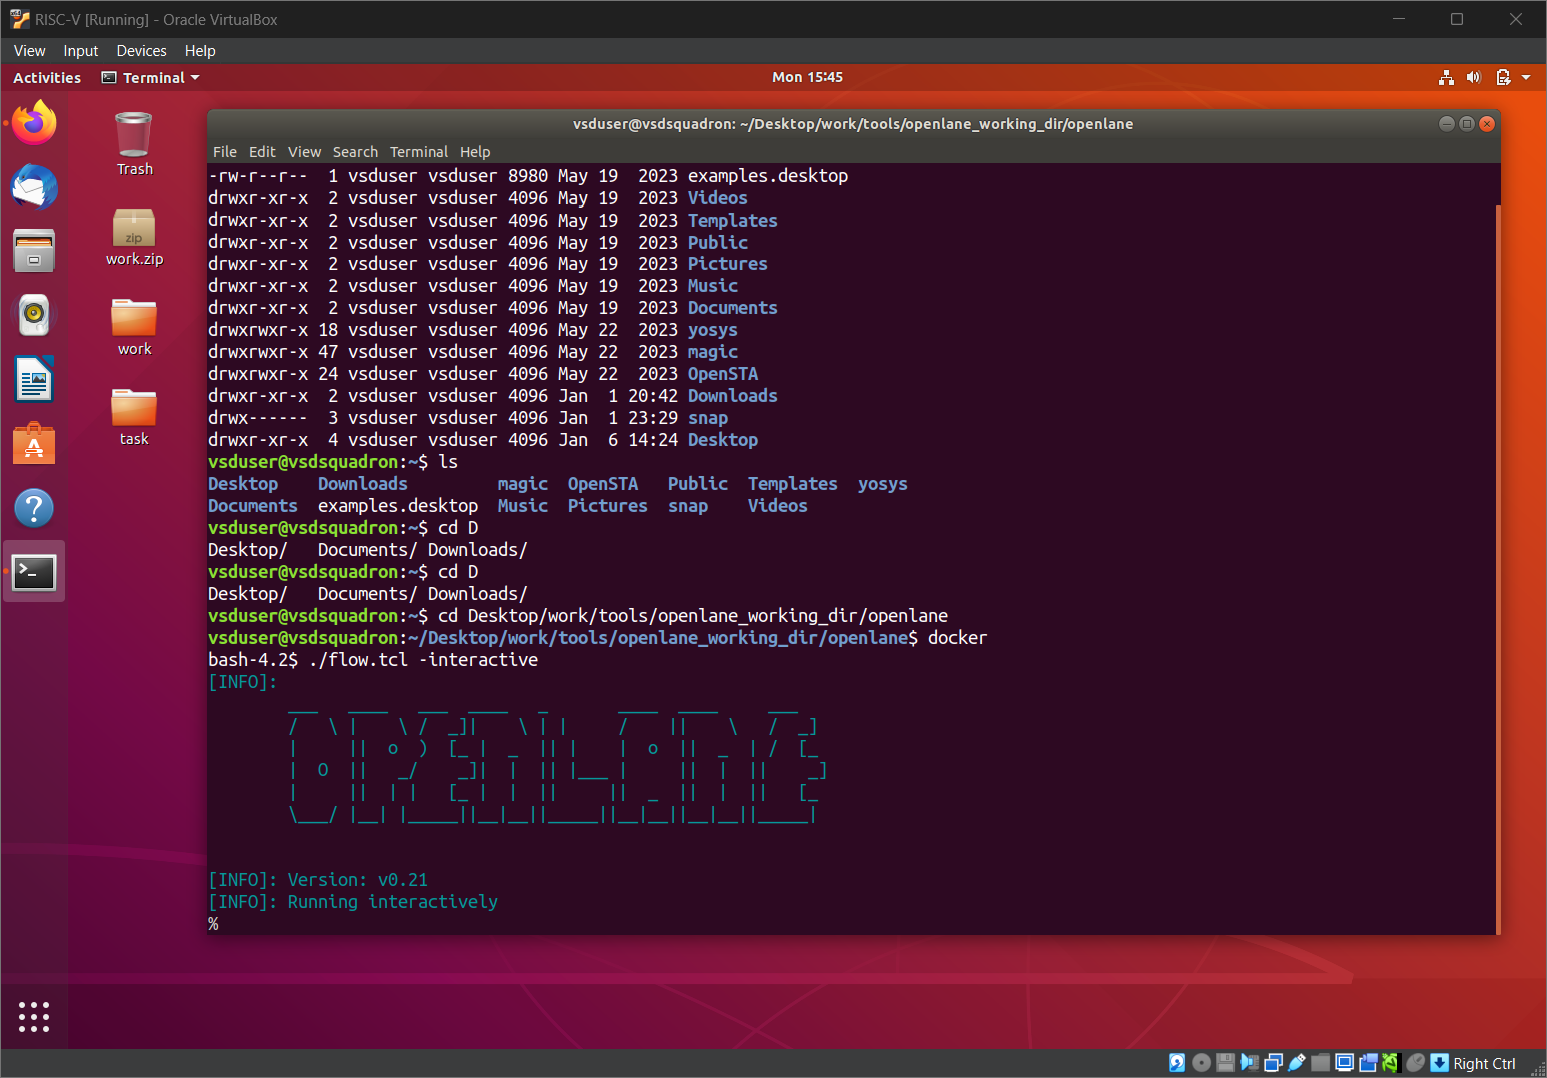 RISC-V [Running] - Oracle VirtualBox
View Input Devices Help
Activities Terminal Mon 15:45
Trash
zip
work.zip
work
task
vsduser@vsdsquadron: ~/Desktop/work/tools/openlane_working_dir/openlane
File Edit View Search Terminal Help
-rw-r--r--  1 vsduser vsduser 8980 May 19  2023 examples.desktop
drwxr-xr-x  2 vsduser vsduser 4096 May 19  2023 Videos
drwxr-xr-x  2 vsduser vsduser 4096 May 19  2023 Templates
drwxr-xr-x  2 vsduser vsduser 4096 May 19  2023 Public
drwxr-xr-x  2 vsduser vsduser 4096 May 19  2023 Pictures
drwxr-xr-x  2 vsduser vsduser 4096 May 19  2023 Music
drwxr-xr-x  2 vsduser vsduser 4096 May 19  2023 Documents
drwxrwxr-x 18 vsduser vsduser 4096 May 22  2023 yosys
drwxrwxr-x 47 vsduser vsduser 4096 May 22  2023 magic
drwxrwxr-x 24 vsduser vsduser 4096 May 22  2023 OpenSTA
drwxr-xr-x  2 vsduser vsduser 4096 Jan  1 20:42 Downloads
drwx------  3 vsduser vsduser 4096 Jan  1 23:29 snap
drwxr-xr-x  4 vsduser vsduser 4096 Jan  6 14:24 Desktop
vsduser@vsdsquadron:~$ ls
Desktop    Downloads         magic  OpenSTA   Public  Templates  yosys
Documents  examples.desktop  Music  Pictures  snap    Videos
vsduser@vsdsquadron:~$ cd D
Desktop/   Documents/ Downloads/
vsduser@vsdsquadron:~$ cd D
Desktop/   Documents/ Downloads/
vsduser@vsdsquadron:~$ cd Desktop/work/tools/openlane_working_dir/openlane
vsduser@vsdsquadron:~/Desktop/work/tools/openlane_working_dir/openlane$ docker
bash-4.2$ ./flow.tcl -interactive
[INFO]:
OPENLANE
[INFO]: Version: v0.21
[INFO]: Running interactively
%
Right Ctrl